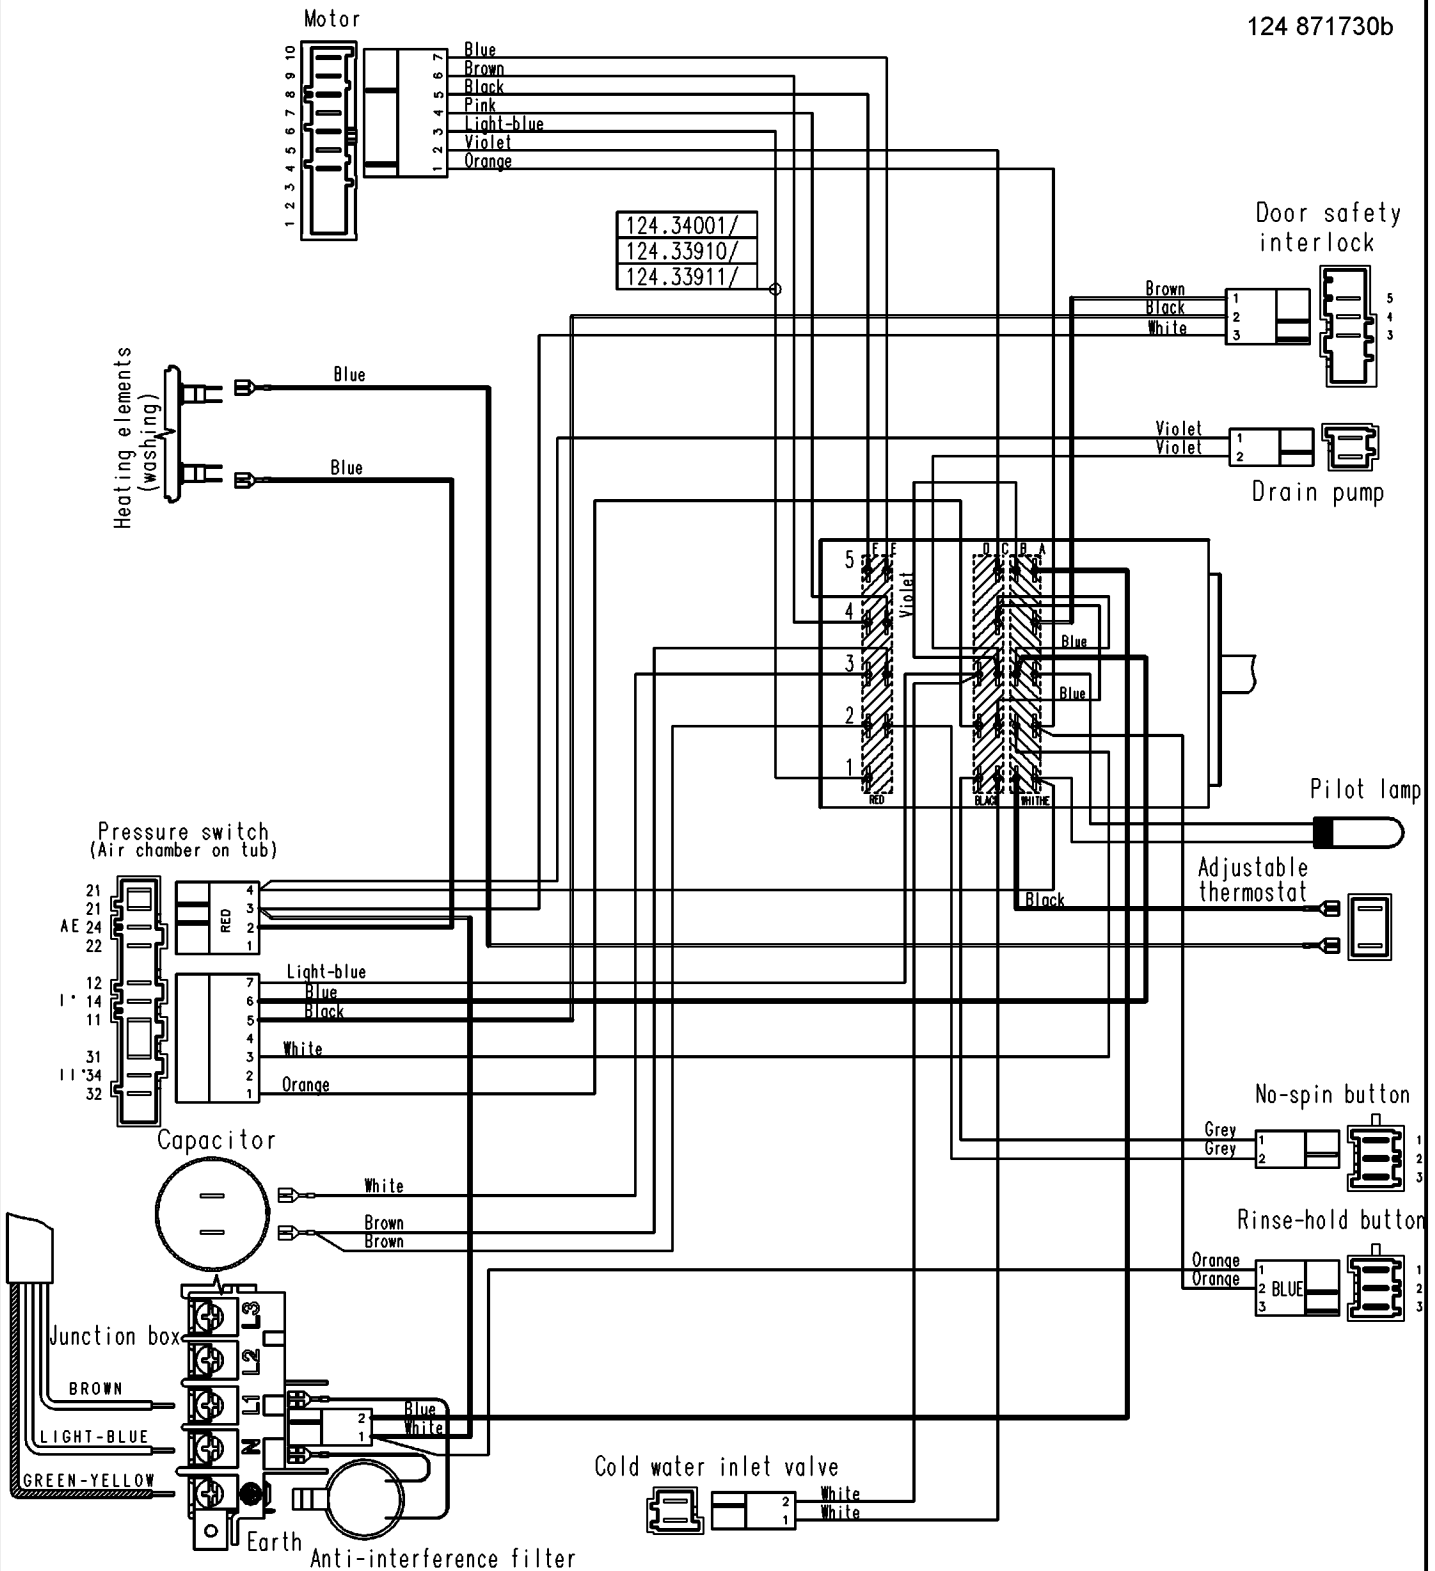 124 871730b
Motor
10
9
8
7
6
5
4
3
2
1
7
6
5
4
3
2
1
Blue
Brown
Black
Pink
Light-blue
Violet
Orange
124.34001/
124.33910/
124.33911/
Door safety
interlock
Brown
Black
White
1
2
3
5
4
3
Heating elements
(washing)
Blue
Blue
Violet
Violet
1
2
Drain pump
F E
D C B A
5
4
3
2
1
Violet
Blue
Blue
RED
BLACK
WHITHE
Pilot lamp
Adjustable
thermostat
Black
Pressure switch
(Air chamber on tub)
21
21
AE 24
22
12
I° 14
11
31
II°34
32
RED
4
3
2
1
7
6
5
4
3
2
1
Light-blue
Blue
Black
White
Orange
Capacitor
White
Brown
Brown
No-spin button
Grey
Grey
1
2
1
2
3
Rinse-hold button
Orange
Orange
1
2
3
BLUE
1
2
3
Junction box
L3
L2
L1
N
BROWN
LIGHT-BLUE
GREEN-YELLOW
2
1
Blue
White
Earth
Anti-interference filter
Cold water inlet valve
2
1
White
White